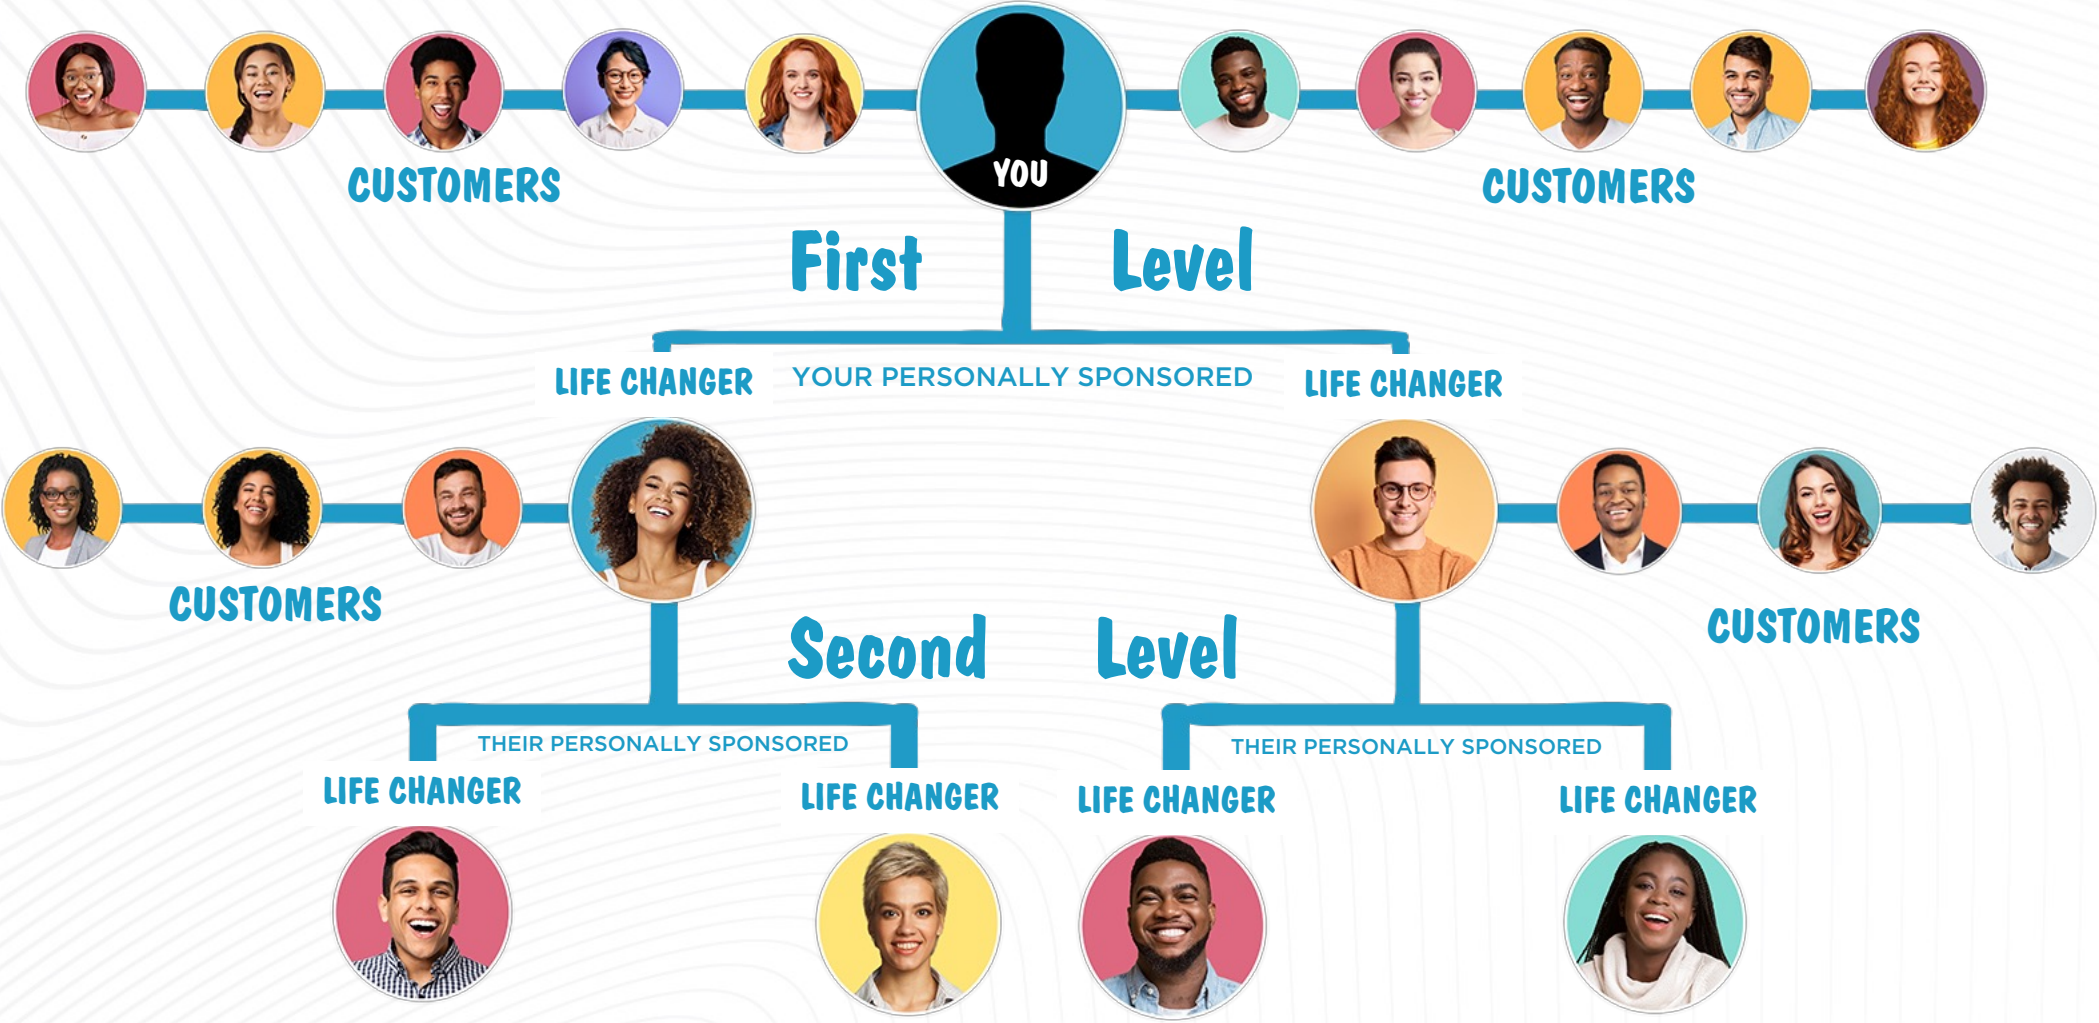 YOU
CUSTOMERS
CUSTOMERS
First Level
LIFE CHANGER
YOUR PERSONALLY SPONSORED
LIFE CHANGER
CUSTOMERS
CUSTOMERS
Second Level
THEIR PERSONALLY SPONSORED
THEIR PERSONALLY SPONSORED
LIFE CHANGER
LIFE CHANGER
LIFE CHANGER
LIFE CHANGER